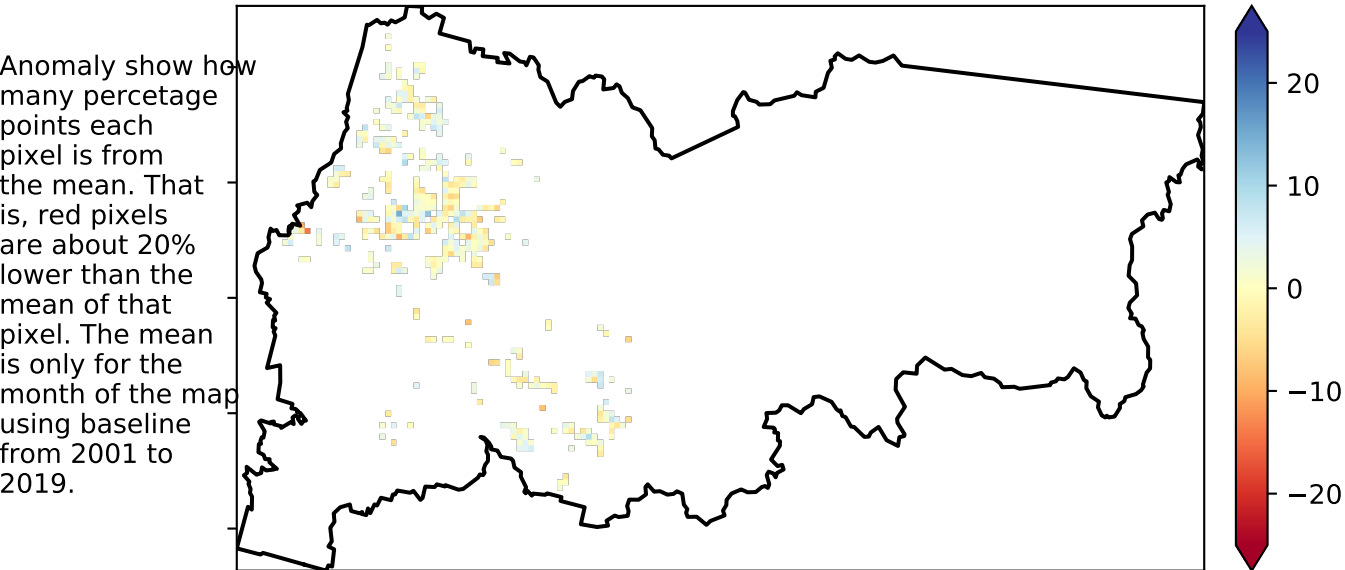 Anomaly show how
many percetage
points each
pixel is from
the mean. That
is, red pixels
are about 20%
lower than the
mean of that
pixel. The mean
is only for the
month of the map
using baseline
from 2001 to
2019.
20
10
0
−10
−20